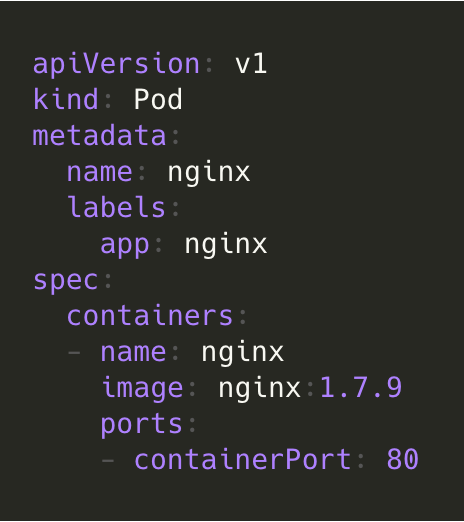 apiVersion: v1
kind: Pod
metadata:
  name: nginx
  labels:
    app: nginx
spec:
  containers:
  - name: nginx
    image: nginx:1.7.9
    ports:
    - containerPort: 80